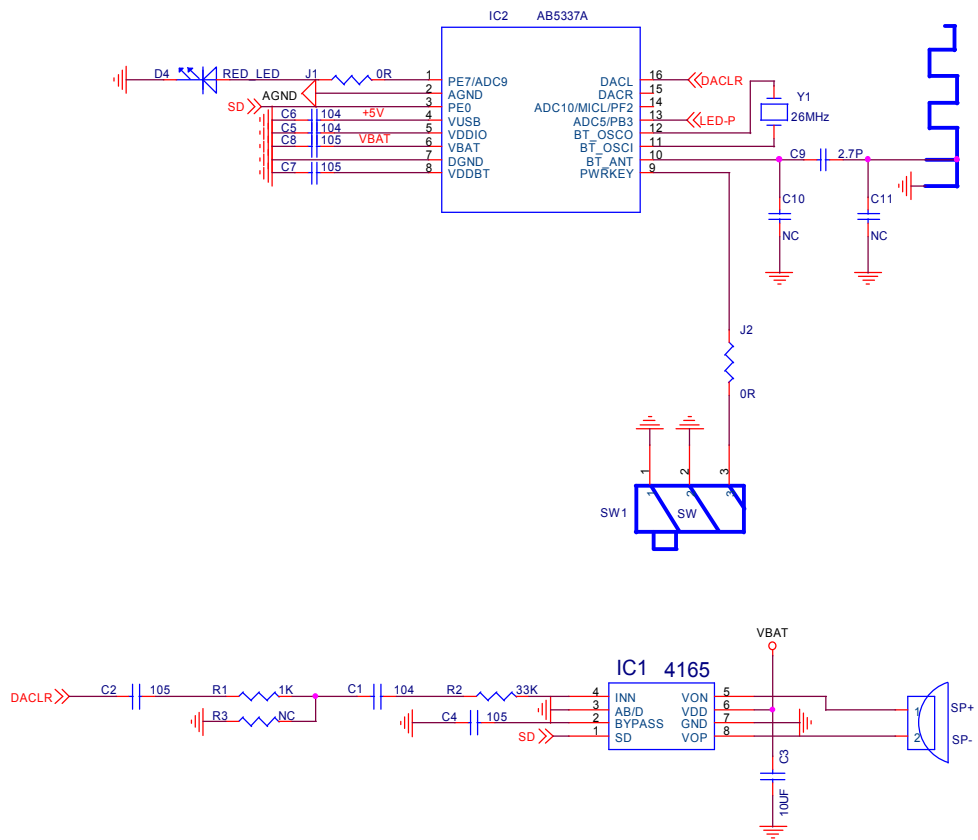 IC2 AB5337A
D4 RED_LED J1 0R 1 PE7/ADC9 DACL 16 DACLR
AGND 2 AGND DACR 15
SD 3 PE0 ADC10/MICL/PF2 14
C6 104 +5V 4 VUSB ADC5/PB3 13 LED-P
C5 104 5 VDDIO BT_OSCO 12
C8 105 VBAT 6 VBAT BT_OSCI 11
7 DGND BT_ANT 10
C7 105 8 VDDBT PWRKEY 9
Y1
26MHz
C9 2.7P
C10
NC
C11
NC
J2
0R
1 2 3
1 2 3
SW1 SW
VBAT
IC1 4165
DACLR C2 105 R1 1K C1 104 R2 33K 4 INN VON 5
R3 NC 3 AB/D VDD 6
C4 105 2 BYPASS GND 7
SD 1 SD VOP 8
C3
10UF
1 SP+
2 SP-